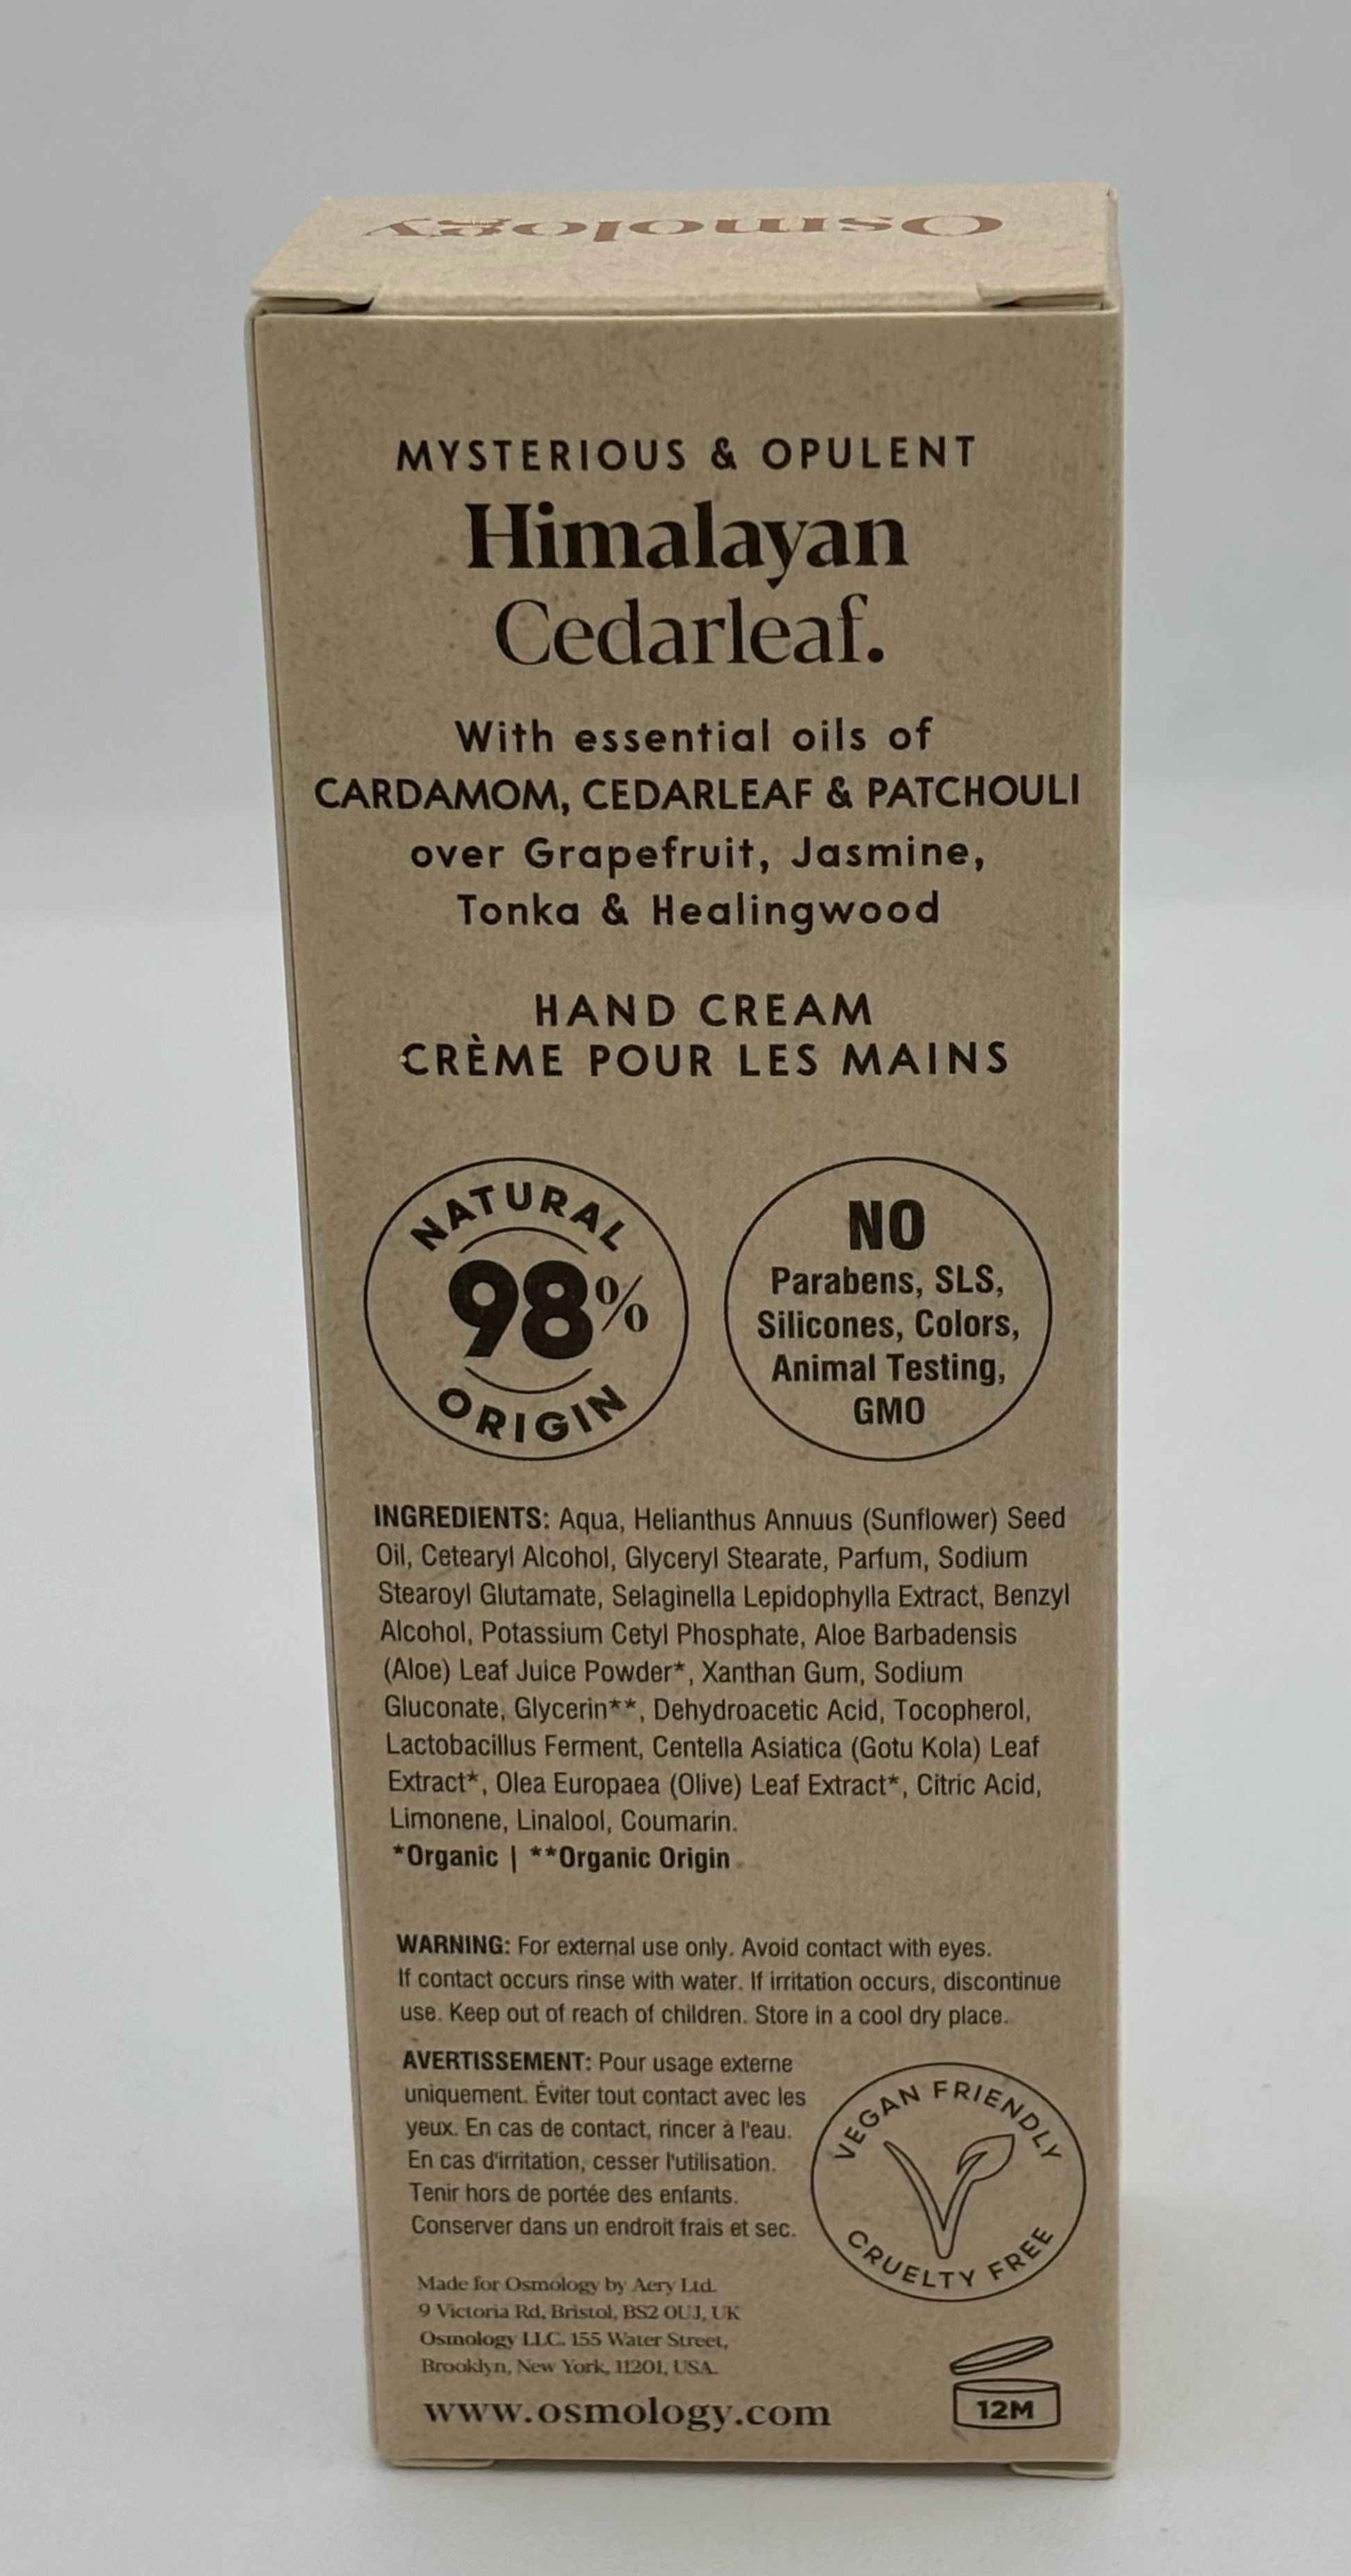 Osmology
MYSTERIOUS & OPULENT
Himalayan
Cedarleaf.
With essential oils of
CARDAMOM, CEDARLEAF & PATCHOULI
over Grapefruit, Jasmine,
Tonka & Healingwood
HAND CREAM
CRÈME POUR LES MAINS
NATURAL
98%
ORIGIN
NO
Parabens, SLS,
Silicones, Colors,
Animal Testing,
GMO
INGREDIENTS: Aqua, Helianthus Annuus (Sunflower) Seed
Oil, Cetearyl Alcohol, Glyceryl Stearate, Parfum, Sodium
Stearoyl Glutamate, Selaginella Lepidophylla Extract, Benzyl
Alcohol, Potassium Cetyl Phosphate, Aloe Barbadensis
(Aloe) Leaf Juice Powder*, Xanthan Gum, Sodium
Gluconate, Glycerin**, Dehydroacetic Acid, Tocopherol,
Lactobacillus Ferment, Centella Asiatica (Gotu Kola) Leaf
Extract*, Olea Europaea (Olive) Leaf Extract*, Citric Acid,
Limonene, Linalool, Coumarin.
*Organic | **Organic Origin
WARNING: For external use only. Avoid contact with eyes.
If contact occurs rinse with water. If irritation occurs, discontinue
use. Keep out of reach of children. Store in a cool dry place.
AVERTISSEMENT: Pour usage externe
uniquement. Éviter tout contact avec les
yeux. En cas de contact, rincer à l'eau.
En cas d'irritation, cesser l'utilisation.
Tenir hors de portée des enfants.
Conserver dans un endroit frais et sec.
VEGAN FRIENDLY
CRUELTY FREE
Made for Osmology by Aery Ltd.
9 Victoria Rd, Bristol, BS2 0UJ, UK
Osmology LLC. 155 Water Street,
Brooklyn, New York, 11201, USA.
www.osmology.com
12M